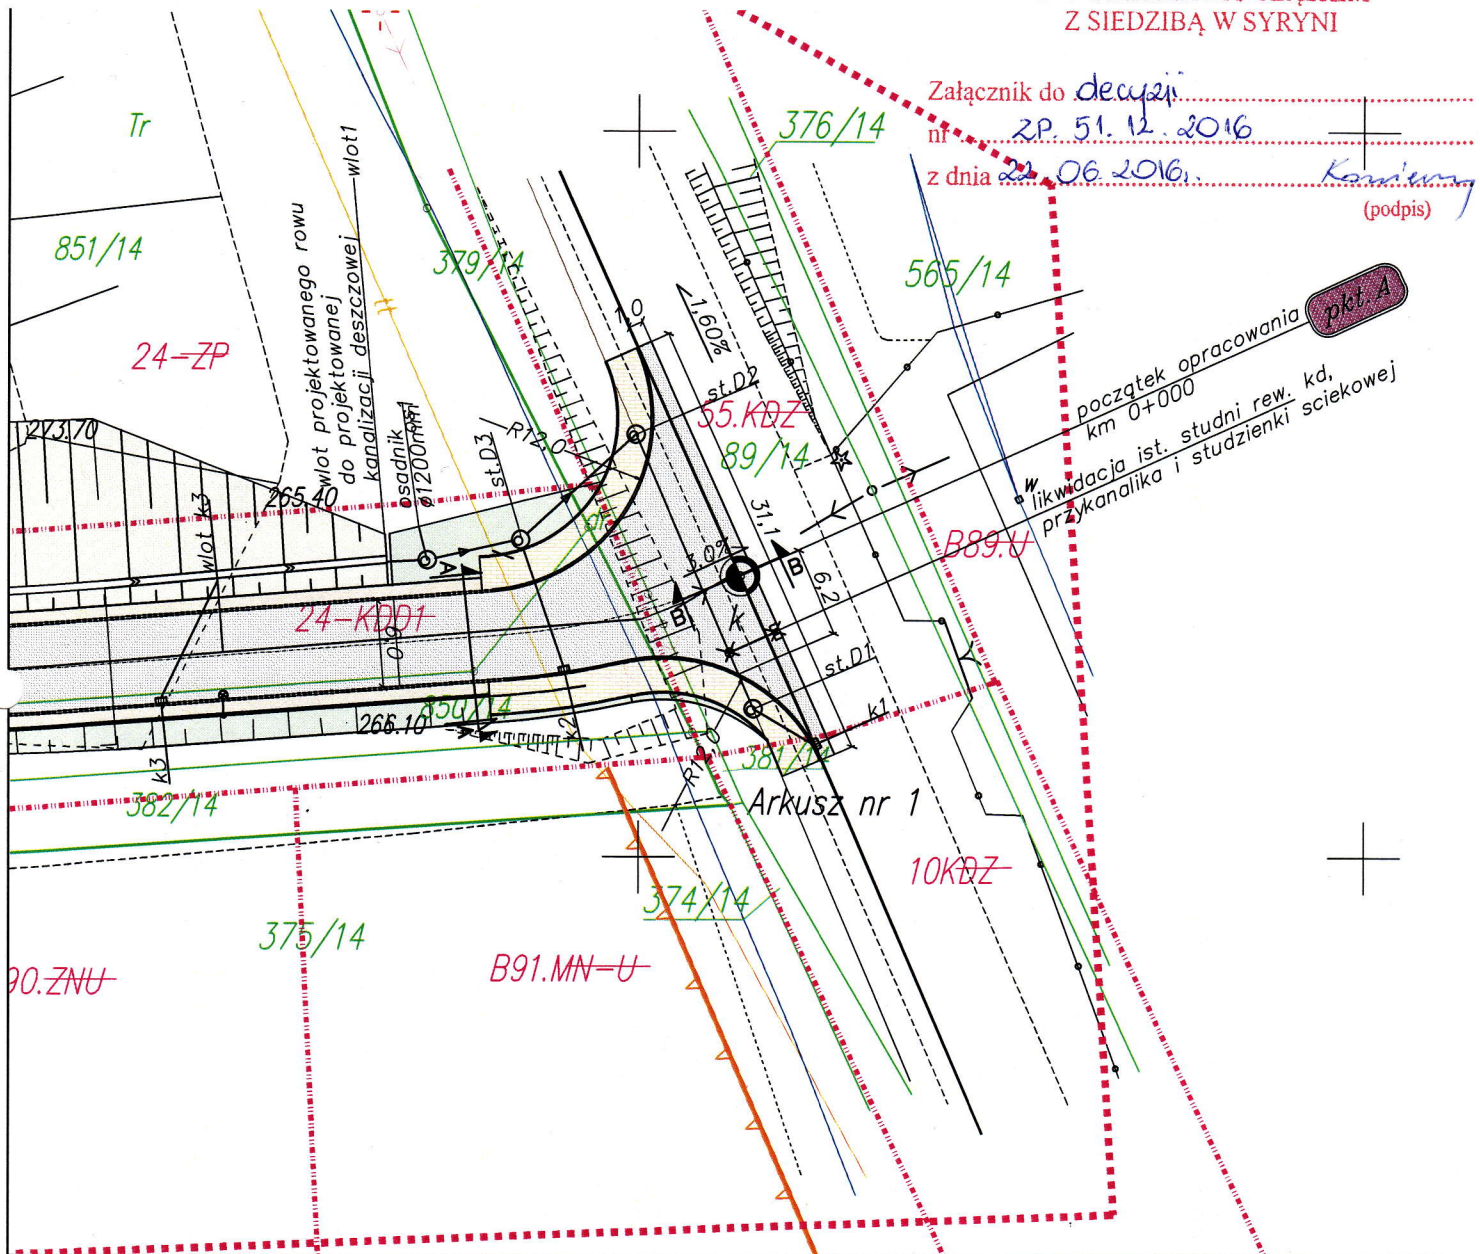 Z SIEDZIBĄ W SYRYNI
Załącznik do decyzji
nr ZP. 51. 12. 2016
z dnia 22. 06. 2016r.
(podpis)
Tr
376/14
851/14
379/14
565/14
wlot projektowanego rowu
do projektowanej
kanalizacji deszczowej
wlot1
24-ZP
1,0
1,60%
pkt. A
początek opracowania
km 0+000
likwidacja ist. studni rew. kd,
przykanalika i studzienki sciekowej
w
273.70
265.40
osadnik
ø1200mm
st.D3
R12,0
st.D2
55.KDZ
89/14
wlot k3
31,1
3,0%
B89.U
A
B
B
6,2
24-KDD1
6,0
st.D1
850/14
266.10
A
k2
k1
k3
382/14
381/14
Arkusz nr 1
10KDZ
374/14
375/14
90.ZNU
B91.MN-U